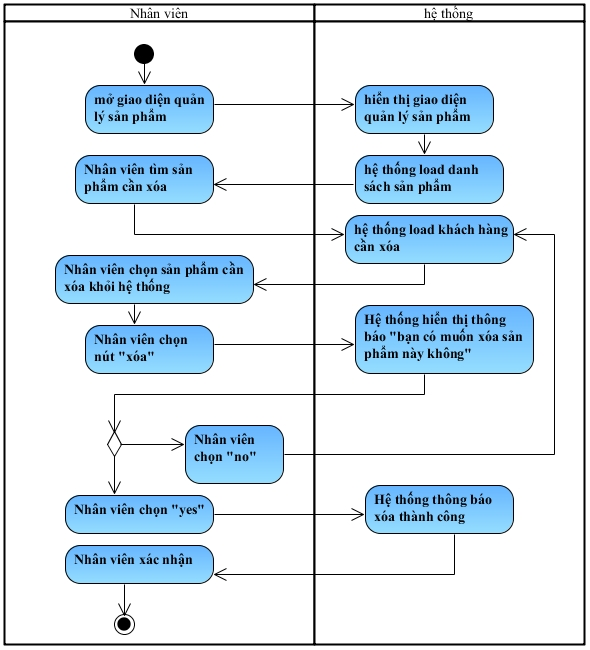 Nhân viên
hệ thống
mở giao diện quản
lý sản phẩm
hiển thị giao diện
quản lý sản phẩm
Nhân viên tìm sản
phẩm cần xóa
hệ thống load danh
sách sản phẩm
hệ thống load khách hàng
cần xóa
Nhân viên chọn sản phẩm cần
xóa khỏi hệ thống
Nhân viên chọn
nút "xóa"
Hệ thống hiển thị thông
báo "bạn có muốn xóa sản
phẩm này không"
Nhân viên
chọn "no"
Nhân viên chọn "yes"
Hệ thống thông báo
xóa thành công
Nhân viên xác nhận